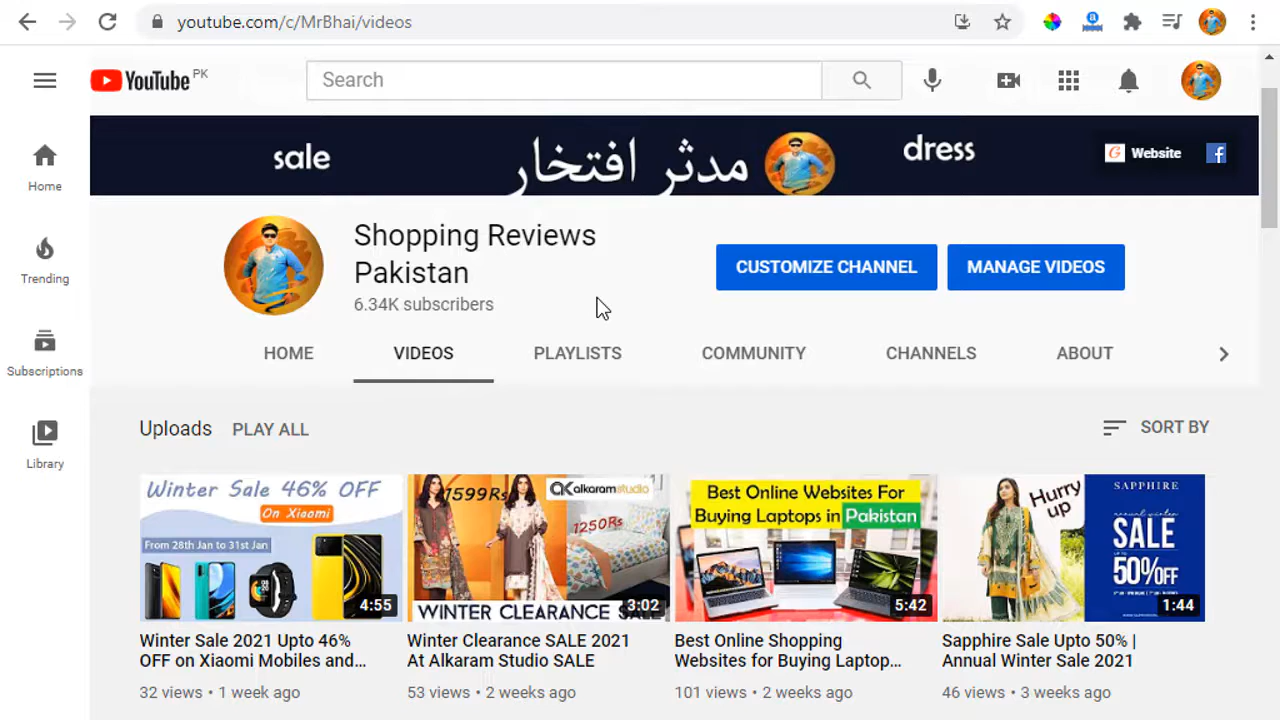 youtube.com/c/MrBhai/videos
YouTube PK
Search
sale
مدثر افتخار
dress
Website
Home
Trending
Subscriptions
Library
Shopping Reviews
Pakistan
6.34K subscribers
CUSTOMIZE CHANNEL
MANAGE VIDEOS
HOME
VIDEOS
PLAYLISTS
COMMUNITY
CHANNELS
ABOUT
Uploads
PLAY ALL
SORT BY
Winter Sale 46% OFF
On Xiaomi
From 28th Jan to 31st Jan
4:55
1599Rs
alkaramstudio
1250Rs
WINTER CLEARANCE SALE
3:02
Best Online Websites For
Buying Laptops in Pakistan
5:42
Hurry
up
SAPPHIRE
annual winter
SALE
UP TO
50% OFF
1:44
Winter Sale 2021 Upto 46%
OFF on Xiaomi Mobiles and...
32 views • 1 week ago
Winter Clearance SALE 2021
At Alkaram Studio SALE
53 views • 2 weeks ago
Best Online Shopping
Websites for Buying Laptop...
101 views • 2 weeks ago
Sapphire Sale Upto 50% |
Annual Winter Sale 2021
46 views • 3 weeks ago